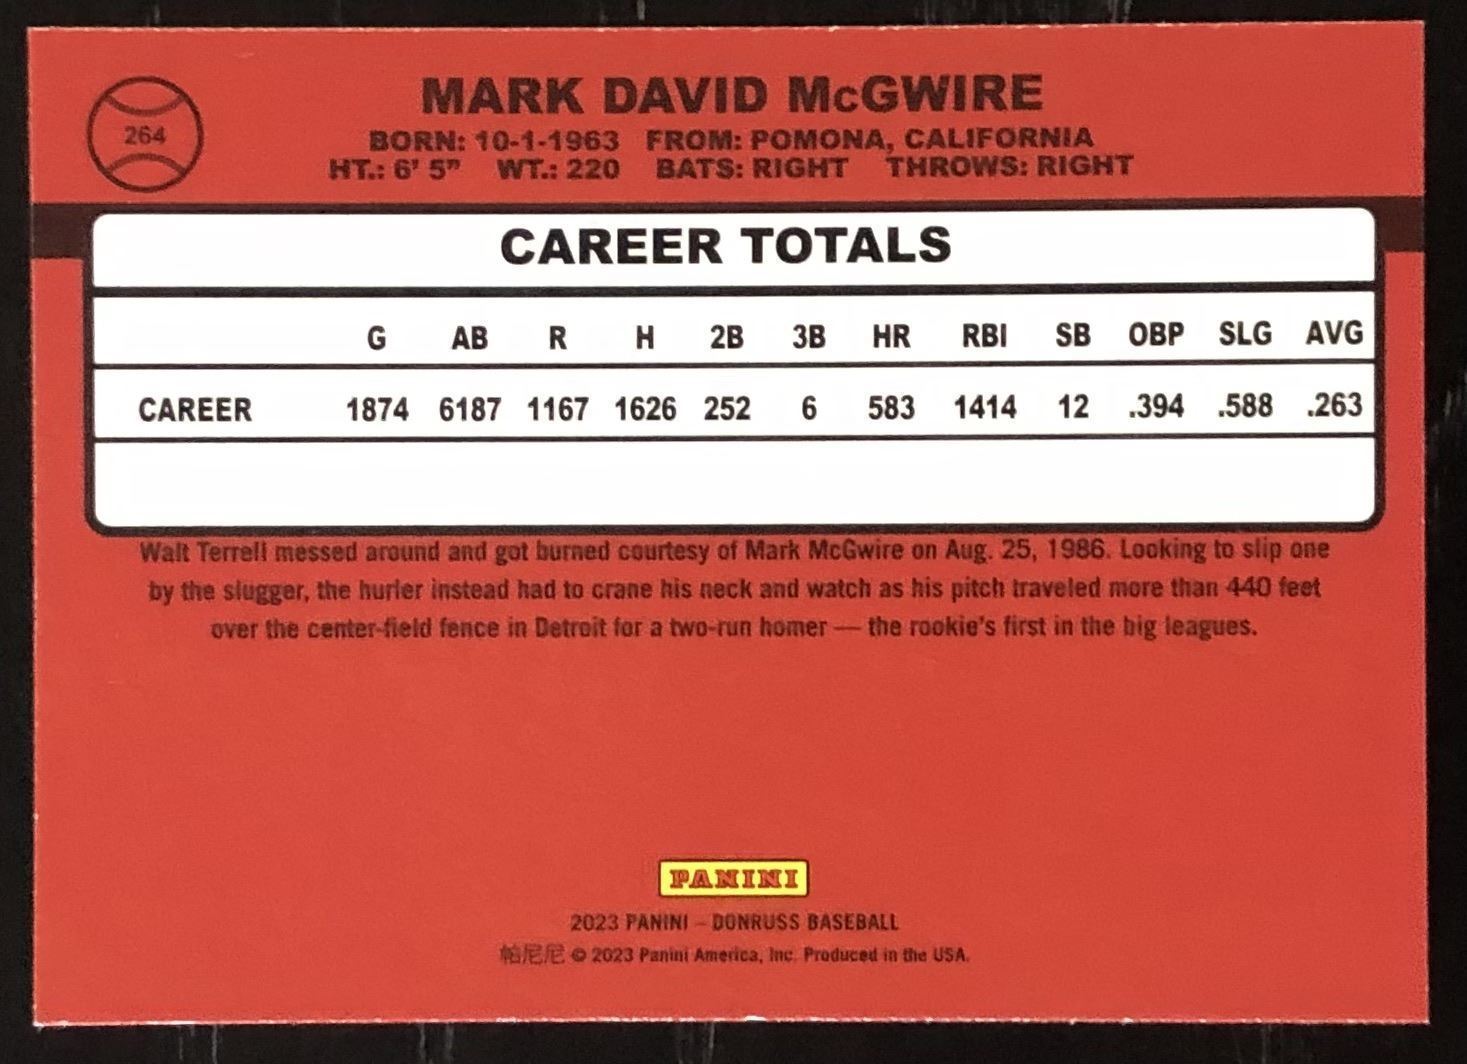 264
MARK DAVID McGWIRE
BORN: 10-1-1963 FROM: POMONA, CALIFORNIA
HT.: 6' 5" WT.: 220 BATS: RIGHT THROWS: RIGHT
CAREER TOTALS
G AB R H 2B 3B HR RBI SB OBP SLG AVG
CAREER 1874 6187 1167 1626 252 6 583 1414 12 .394 .588 .263
Walt Terrell messed around and got burned courtesy of Mark McGwire on Aug. 25, 1986. Looking to slip one
by the slugger, the hurler instead had to crane his neck and watch as his pitch traveled more than 440 feet
over the center-field fence in Detroit for a two-run homer — the rookie's first in the big leagues.
PANINI
2023 PANINI – DONRUSS BASEBALL
帕尼尼 © 2023 Panini America, Inc. Produced in the USA.